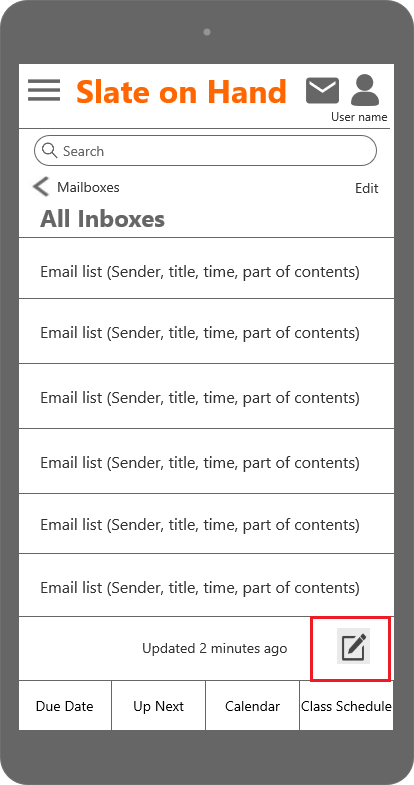 Slate on Hand
User name
Search
Mailboxes
Edit
All Inboxes
Email list (Sender, title, time, part of contents)
Email list (Sender, title, time, part of contents)
Email list (Sender, title, time, part of contents)
Email list (Sender, title, time, part of contents)
Email list (Sender, title, time, part of contents)
Email list (Sender, title, time, part of contents)
Updated 2 minutes ago
Due Date
Up Next
Calendar
Class Schedule